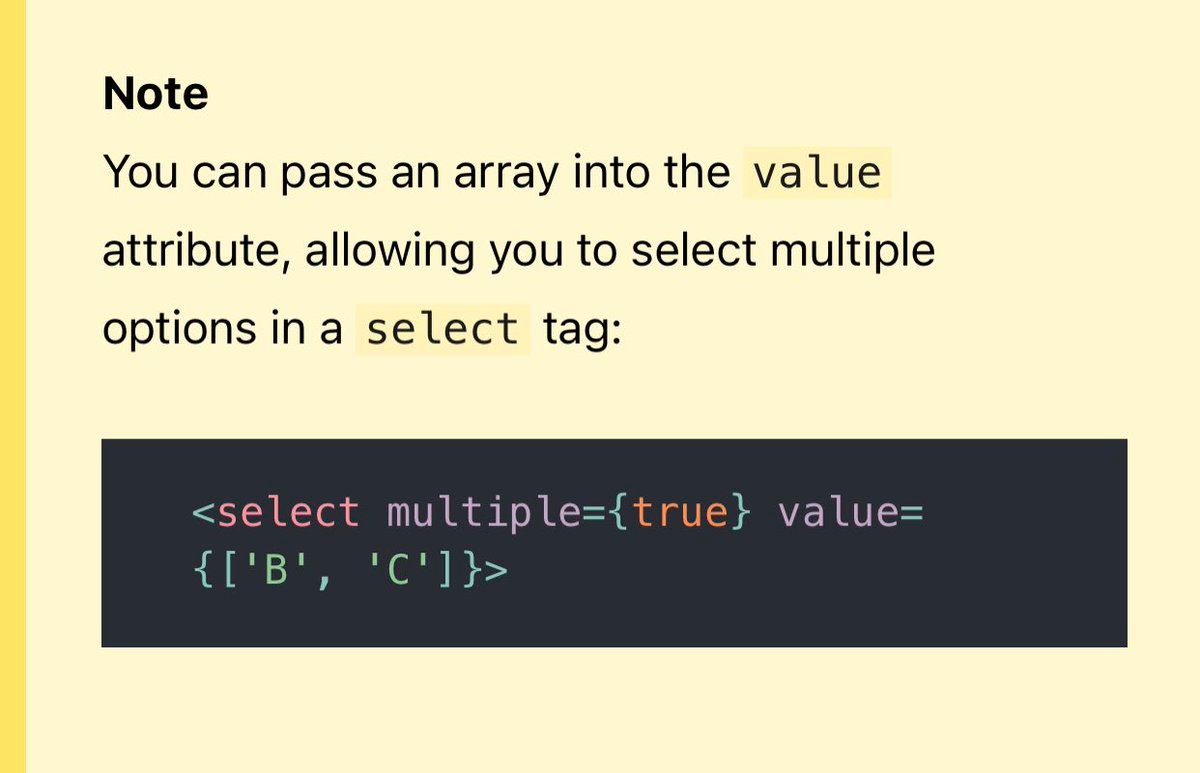 Note
You can pass an array into the value
attribute, allowing you to select multiple
options in a select tag:
<select multiple={true} value=
{['B', 'C']}>